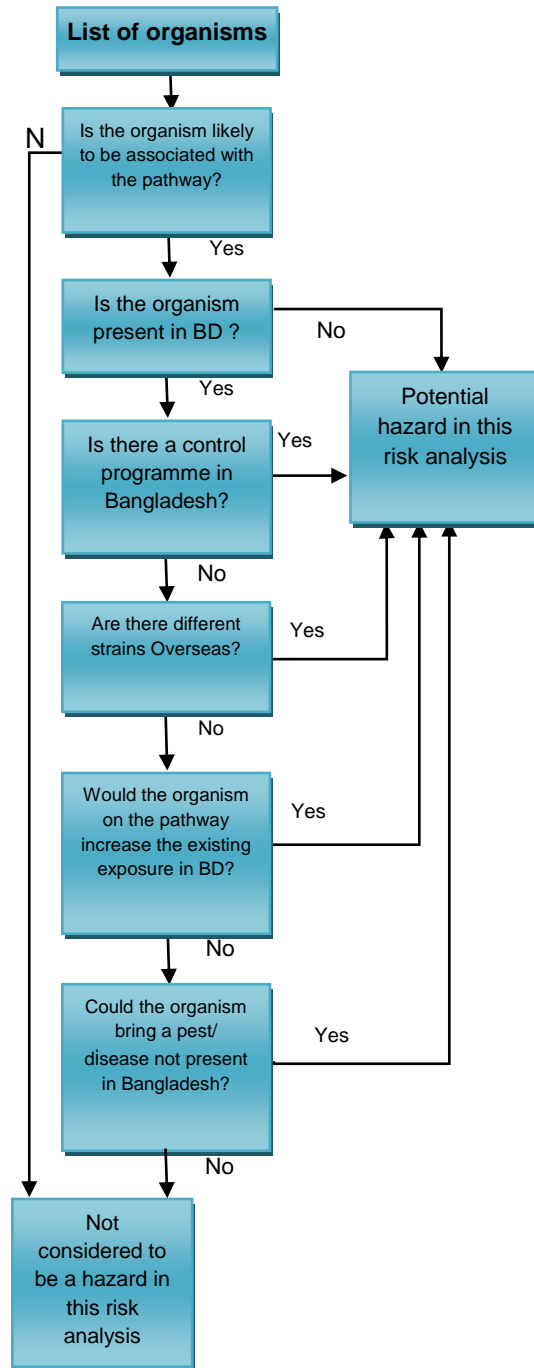 List of organisms
N
Is the organism likely
to be associated with
the pathway?
Yes
Is the organism
present in BD ?
No
Yes
Potential
hazard in this
risk analysis
Is there a control
programme in
Bangladesh?
Yes
No
Are there different
strains Overseas?
Yes
No
Would the organism
on the pathway
increase the existing
exposure in BD?
Yes
No
Could the organism
bring a pest/
disease not present
in Bangladesh?
Yes
No
Not
considered to
be a hazard in
this risk
analysis